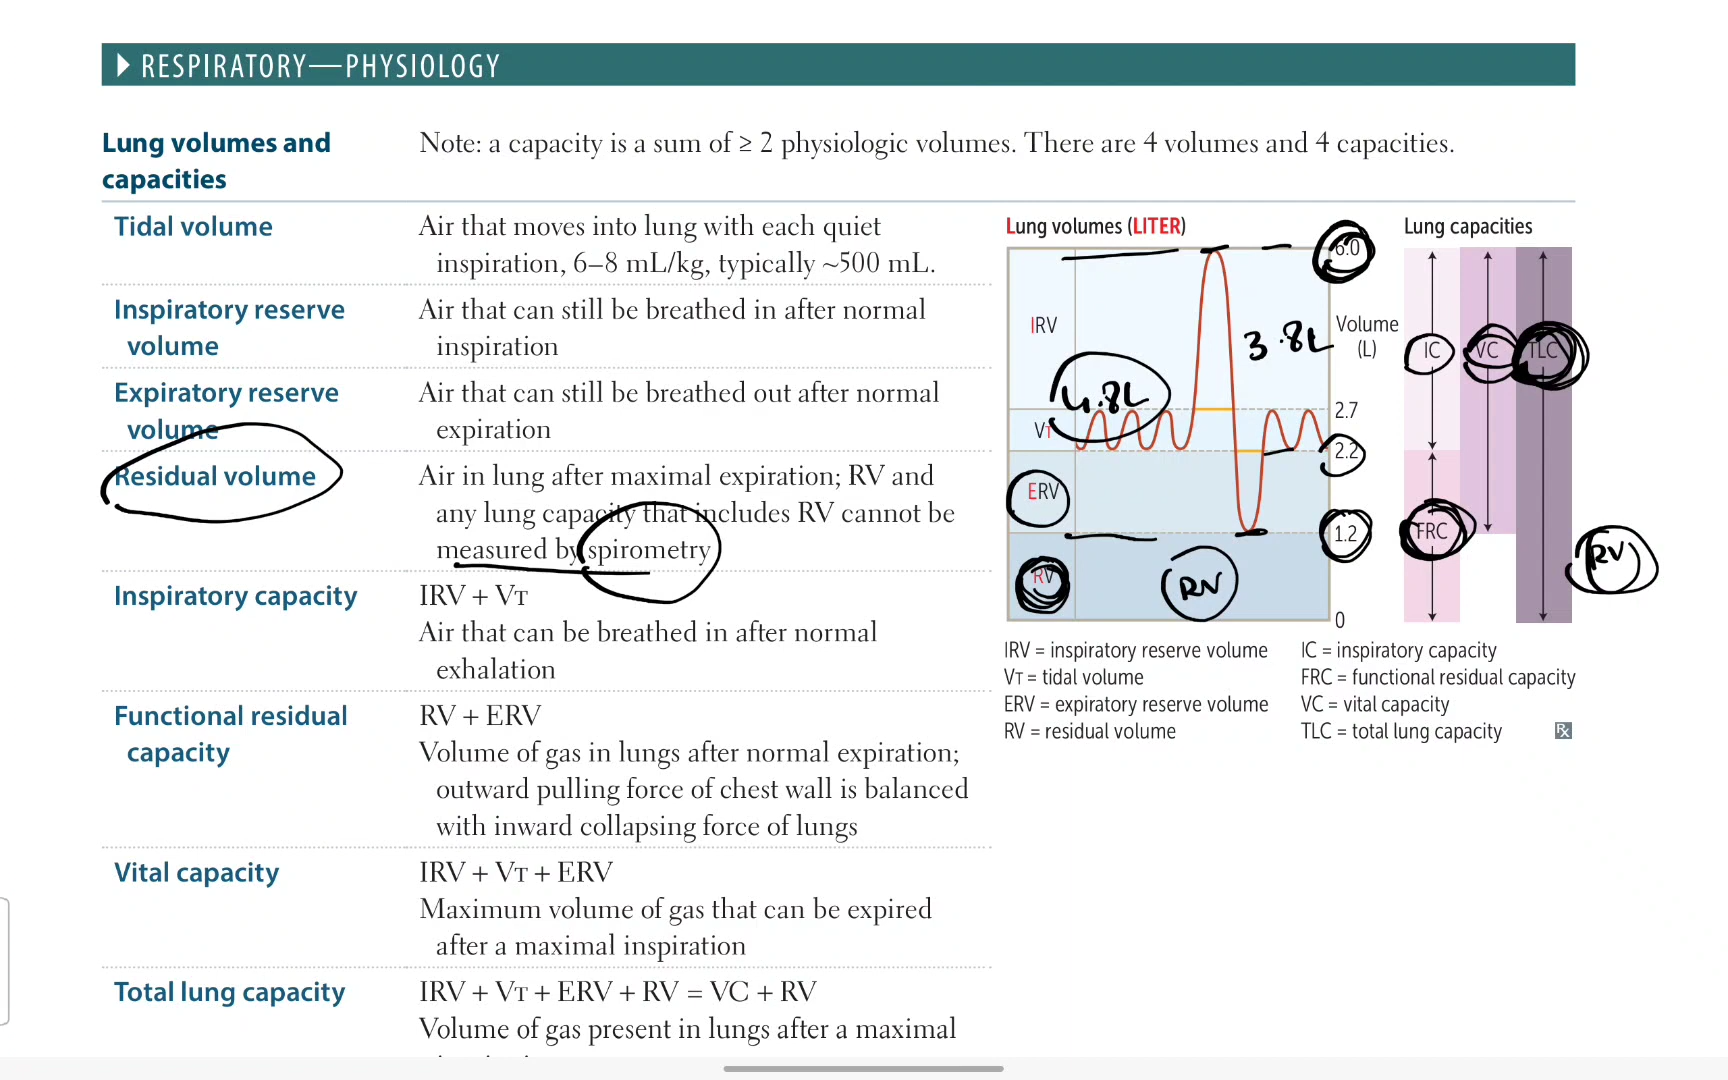 RESPIRATORY—PHYSIOLOGY
Lung volumes and
capacities
Note: a capacity is a sum of ≥ 2 physiologic volumes. There are 4 volumes and 4 capacities.
Tidal volume
Air that moves into lung with each quiet
inspiration, 6–8 mL/kg, typically ~500 mL.
Inspiratory reserve
volume
Air that can still be breathed in after normal
inspiration
Expiratory reserve
volume
Air that can still be breathed out after normal
expiration
Residual volume
Air in lung after maximal expiration; RV and
any lung capacity that includes RV cannot be
measured by spirometry
Inspiratory capacity
IRV + VT
Air that can be breathed in after normal
exhalation
Functional residual
capacity
RV + ERV
Volume of gas in lungs after normal expiration;
outward pulling force of chest wall is balanced
with inward collapsing force of lungs
Vital capacity
IRV + VT + ERV
Maximum volume of gas that can be expired
after a maximal inspiration
Total lung capacity
IRV + VT + ERV + RV = VC + RV
Volume of gas present in lungs after a maximal
Lung volumes (LITER)
Lung capacities
6.0
IRV
3.8L
Volume
(L)
IC
VC
TLC
4.8L
2.7
VT
2.2
ERV
1.2
FRC
RV
RV
RV
0
IRV = inspiratory reserve volume
VT = tidal volume
ERV = expiratory reserve volume
RV = residual volume
IC = inspiratory capacity
FRC = functional residual capacity
VC = vital capacity
TLC = total lung capacity
Rx